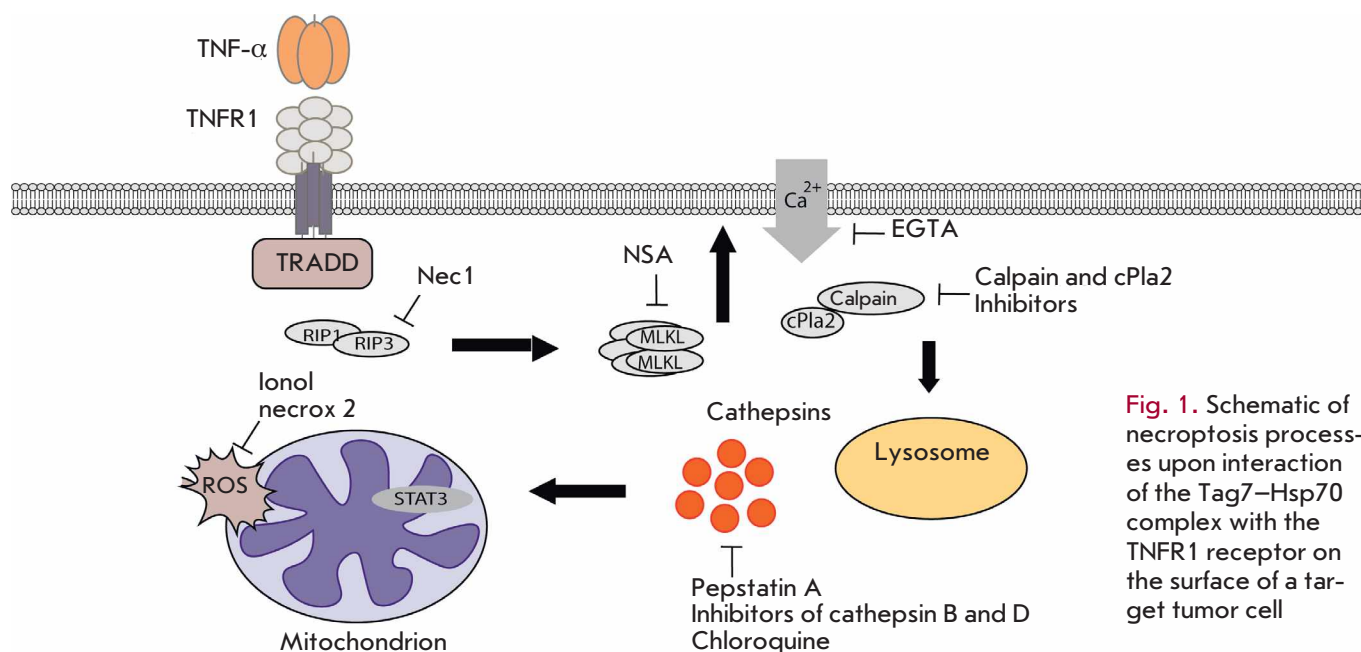 TNF-α
TNFR1
Ca2+
EGTA
TRADD
NSA
Nec1
Calpain and cPla2
Inhibitors
Calpain
cPla2
RIP1
RIP3
MLKL
MLKL
Ionol
necrox 2
Cathepsins
Lysosome
ROS
STAT3
Pepstatin A
Inhibitors of cathepsin B and D
Chloroquine
Mitochondrion
Fig. 1. Schematic of
necroptosis process-
es upon interaction
of the Tag7–Hsp70
complex with the
TNFR1 receptor on
the surface of a tar-
get tumor cell